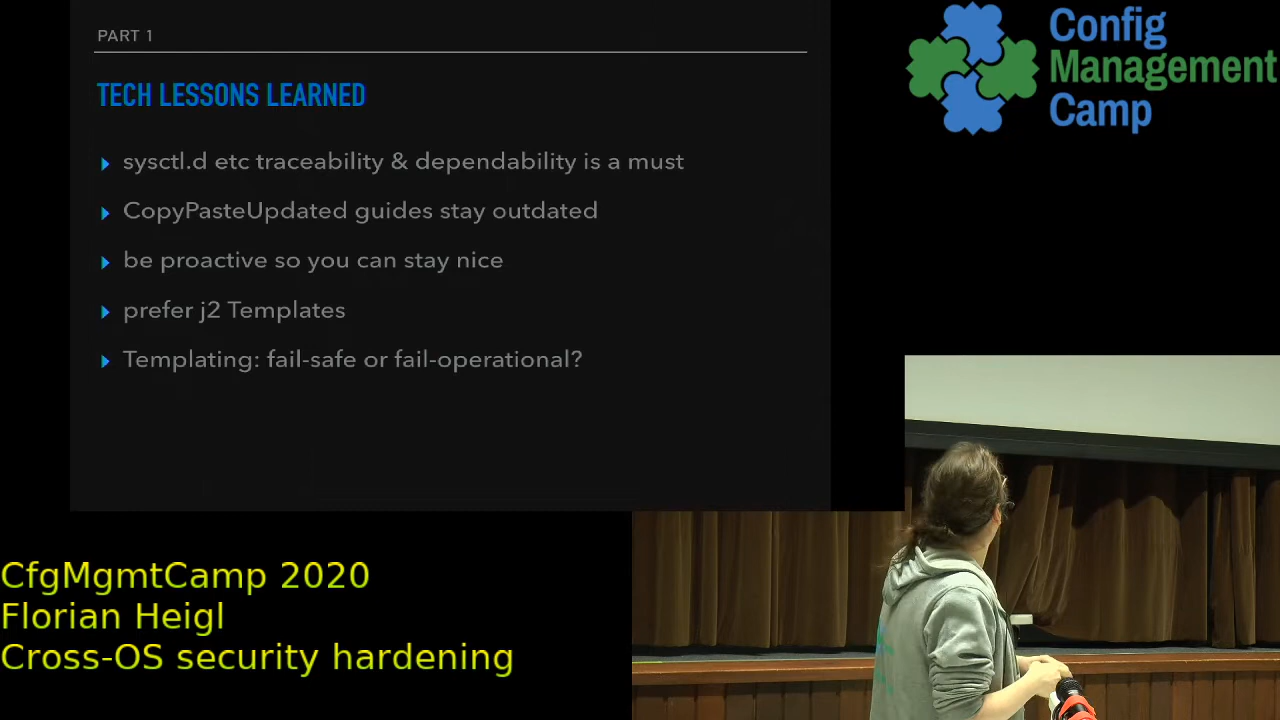 PART 1
TECH LESSONS LEARNED
sysctl.d etc traceability & dependability is a must
CopyPasteUpdated guides stay outdated
be proactive so you can stay nice
prefer j2 Templates
Templating: fail-safe or fail-operational?
Config
Management
Camp
CfgMgmtCamp 2020
Florian Heigl
Cross-OS security hardening